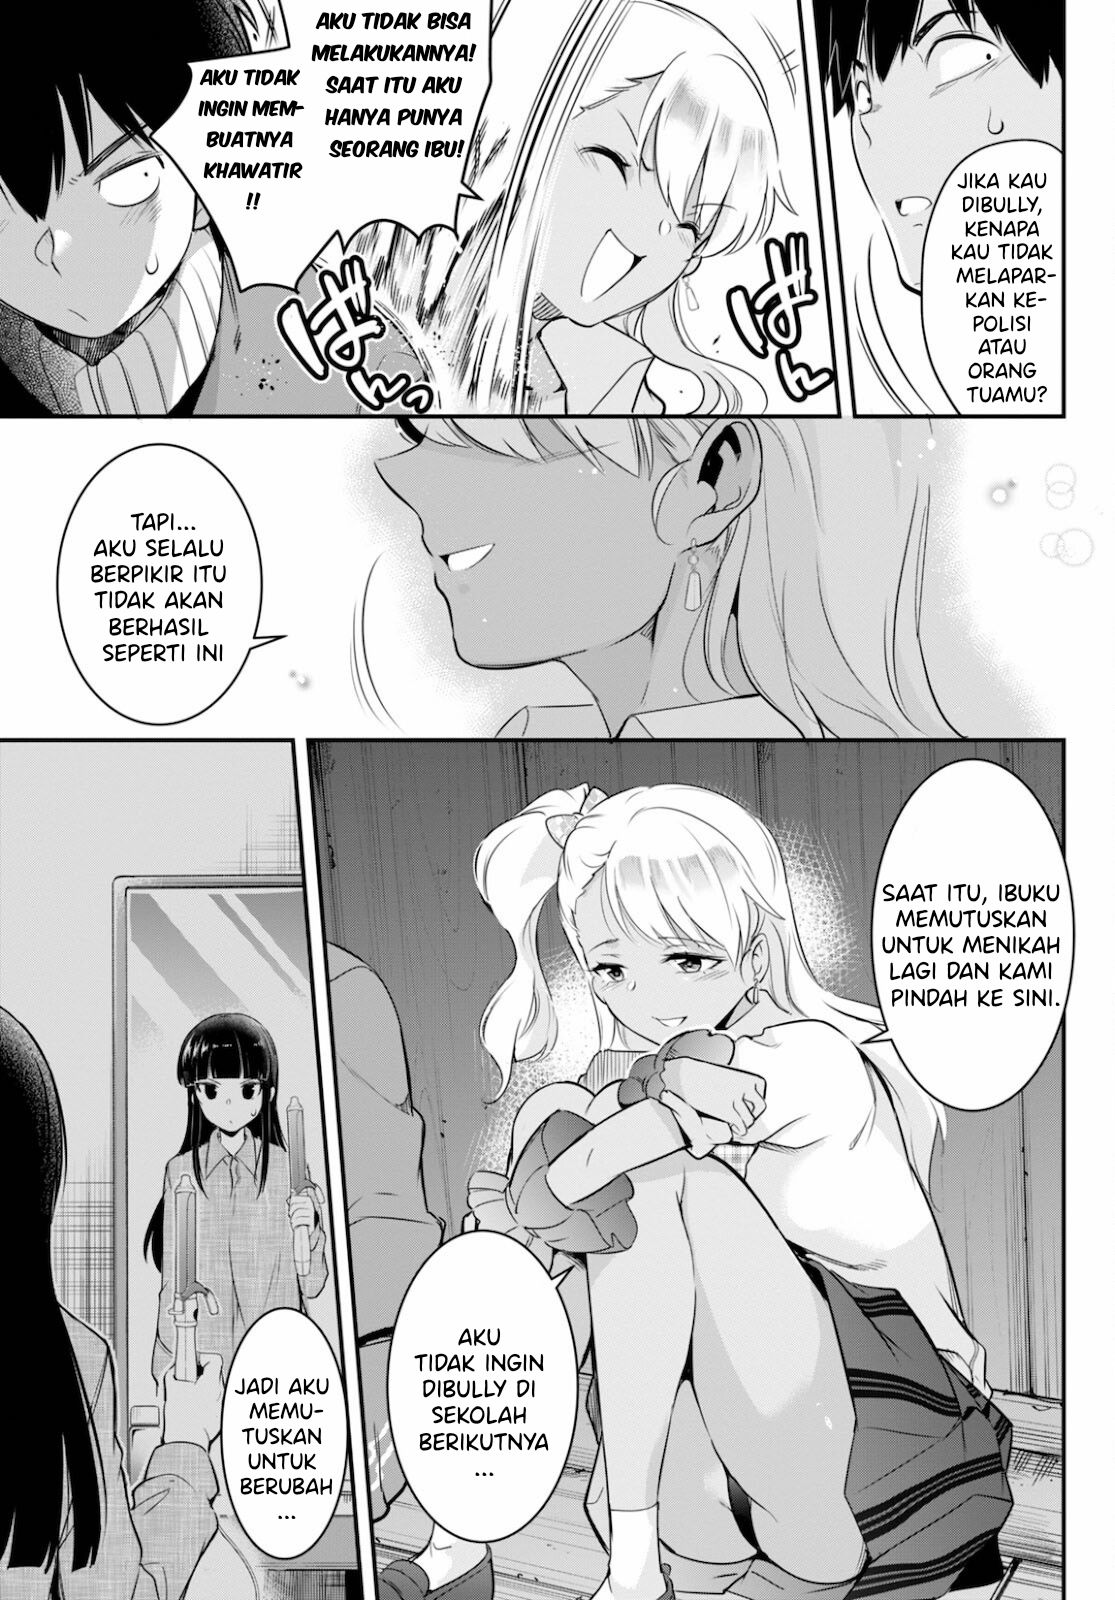 JIKA KAU
DIBULLY,
KENAPA
KAU TIDAK
MELAPAR-
KAN KE-
POLISI
ATAU
ORANG
TUAMU?
AKU TIDAK BISA
MELAKUKANNYA!
SAAT ITU AKU
HANYA PUNYA
SEORANG IBU!
AKU TIDAK
INGIN MEM-
BUATNYA
KHAWATIR
!!
ばん
ばんっ
TAPI...
AKU SELALU
BERPIKIR ITU
TIDAK AKAN
BERHASIL
SEPERTI INI
SAAT ITU, IBUKU
MEMUTUSKAN
UNTUK MENIKAH
LAGI DAN KAMI
PINDAH KE SINI.
AKU
TIDAK INGIN
DIBULLY DI
SEKOLAH
BERIKUTNYA
...
JADI AKU
MEMU-
TUSKAN
UNTUK
BERUBAH
...